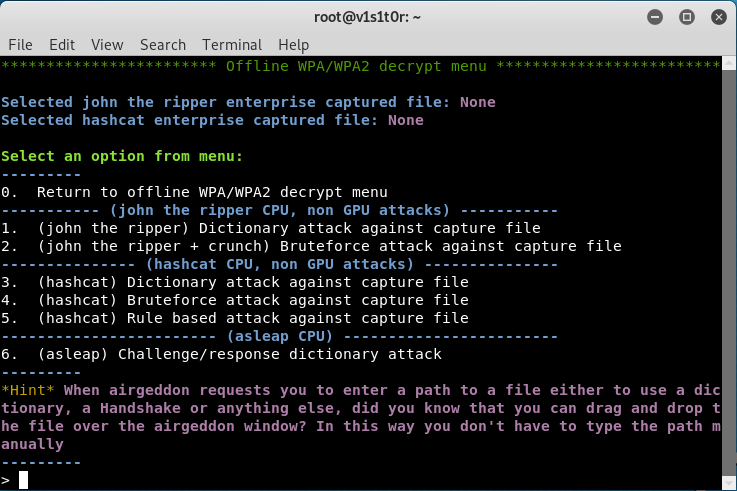 root@v1s1t0r: ~
File Edit View Search Terminal Help
************************ Offline WPA/WPA2 decrypt menu *************************
Selected john the ripper enterprise captured file: None
Selected hashcat enterprise captured file: None
Select an option from menu:
---------
0.  Return to offline WPA/WPA2 decrypt menu
----------- (john the ripper CPU, non GPU attacks) -----------
1.  (john the ripper) Dictionary attack against capture file
2.  (john the ripper + crunch) Bruteforce attack against capture file
--------------- (hashcat CPU, non GPU attacks) ---------------
3.  (hashcat) Dictionary attack against capture file
4.  (hashcat) Bruteforce attack against capture file
5.  (hashcat) Rule based attack against capture file
------------------------ (asleap CPU) ------------------------
6.  (asleap) Challenge/response dictionary attack
---------
*Hint* When airgeddon requests you to enter a path to a file either to use a dic
tionary, a Handshake or anything else, did you know that you can drag and drop t
he file over the airgeddon window? In this way you don't have to type the path m
anually
---------
>